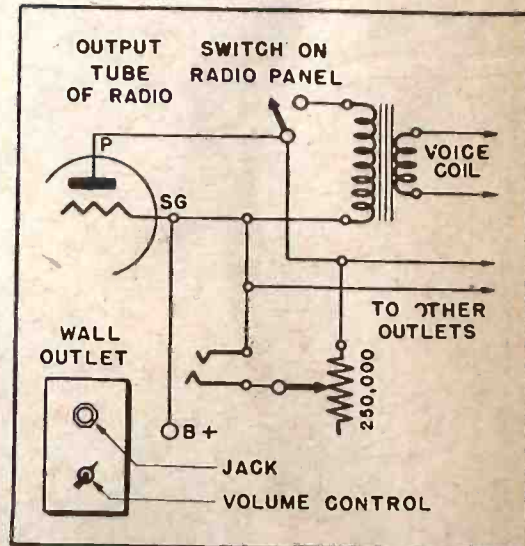 OUTPUT
TUBE
OF RADIO
SWITCH ON
RADIO PANEL
P
SG
VOICE
COIL
TO OTHER
OUTLETS
WALL
OUTLET
250,000
B+
JACK
VOLUME CONTROL